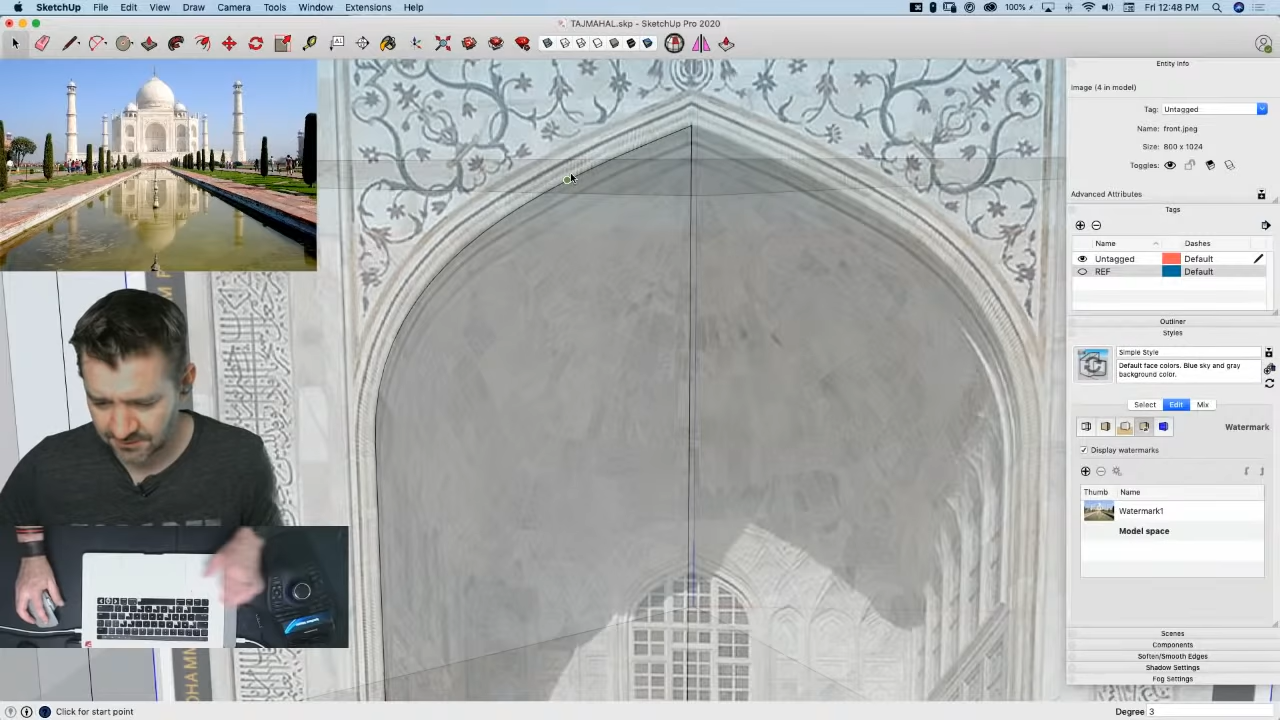 SketchUp File Edit View Draw Camera Tools Window Extensions Help
100% Fri 12:48 PM
TAJMAHAL.skp - SketchUp Pro 2020
Entity Info
Image (4 in model)
Tag: Untagged
Name: front.jpeg
Size: 800 x 1024
Toggles:
Advanced Attributes
Tags
Name Dashes
Untagged Default
REF Default
Outliner
Styles
Simple Style
Default face colors. Blue sky and gray
background color.
Select Edit Mix
Watermark
Display watermarks
Thumb Name
Watermark1
Model space
Scenes
Components
Soften/Smooth Edges
Shadow Settings
Fog Settings
Click for start point
Degree 3